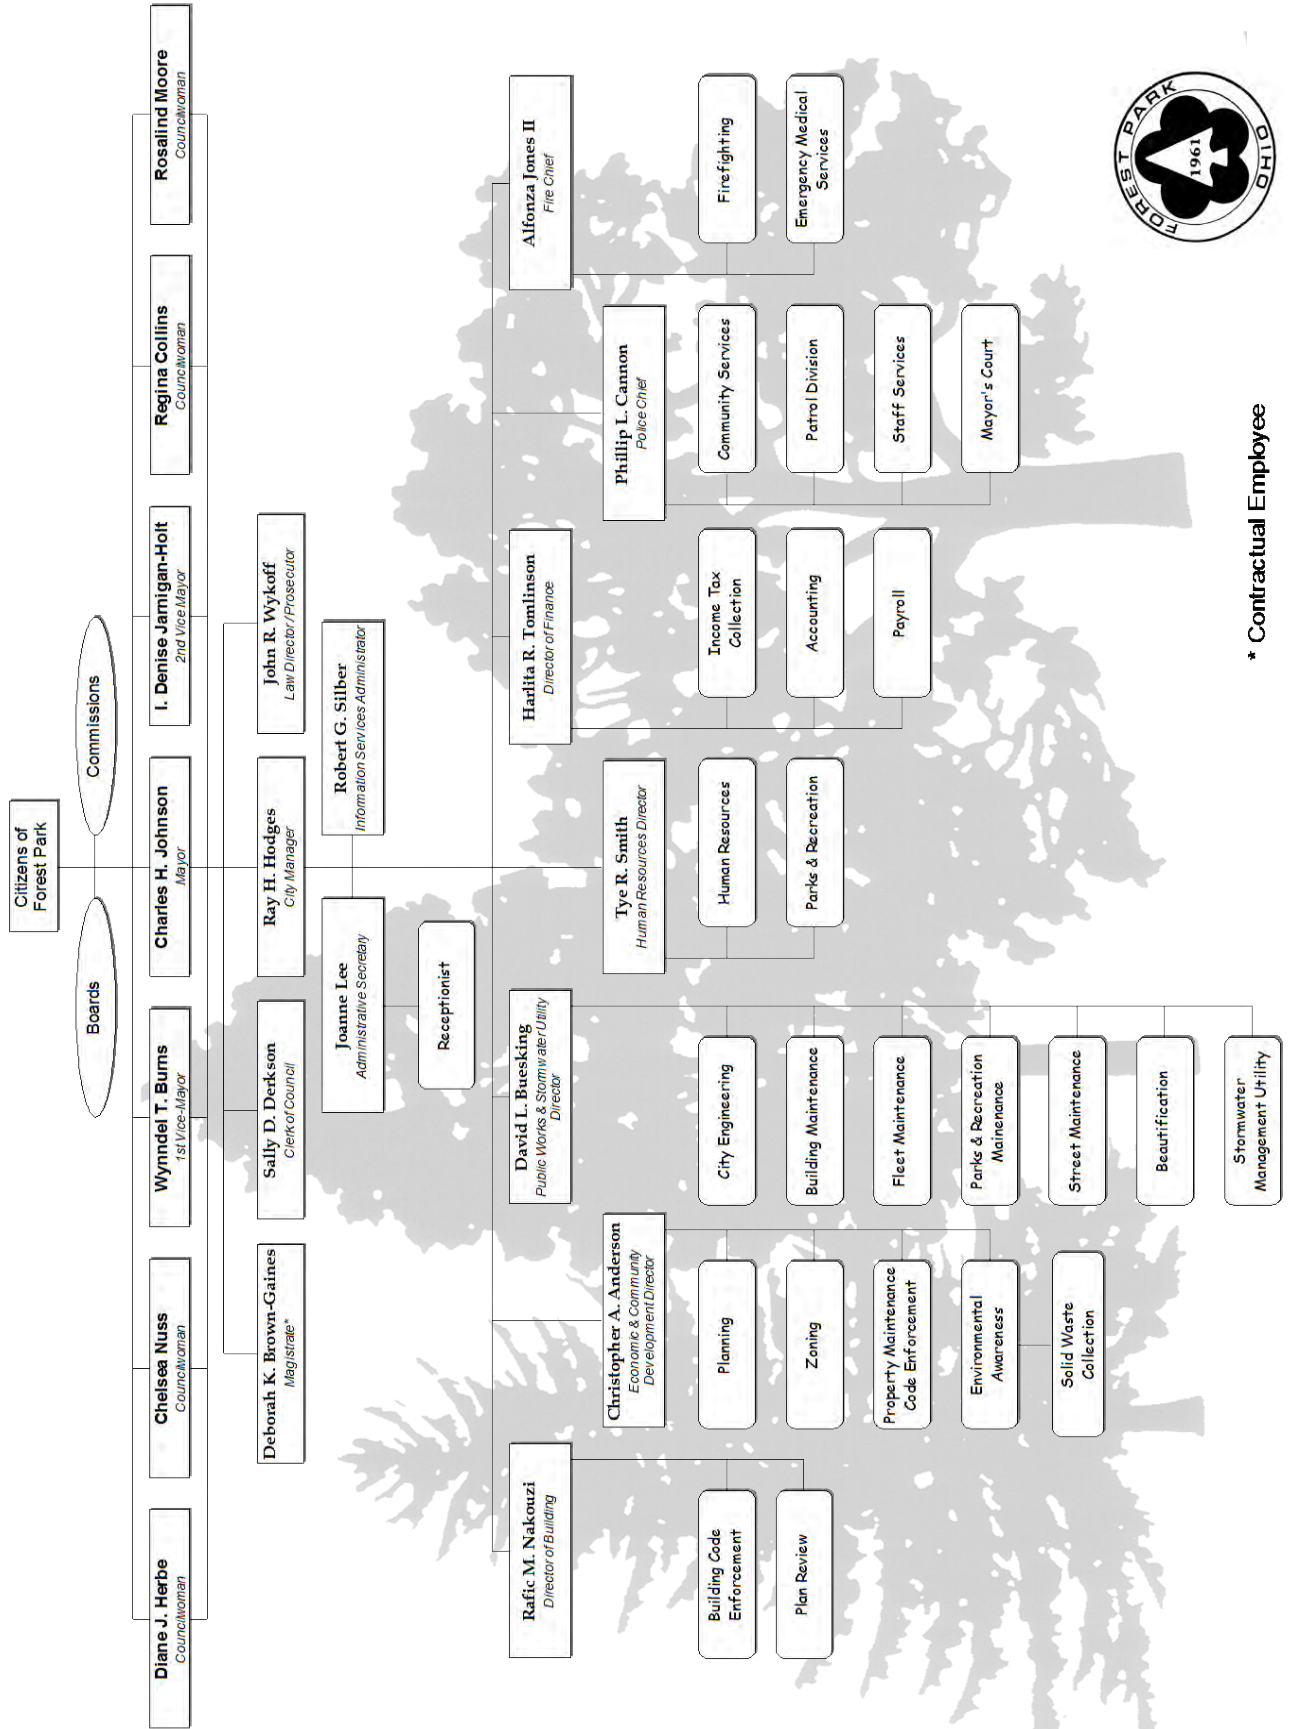 Citizens of
Forest Park
Boards
Commissions
Diane J. Herbe
Councilwoman
Chelsea Nuss
Councilwoman
Wynndel T. Burns
1st Vice-Mayor
Charles H. Johnson
Mayor
I. Denise Jarnigan-Holt
2nd Vice Mayor
Regina Collins
Councilwoman
Rosalind Moore
Councilwoman
Deborah K. Brown-Gaines
Magistrate*
Sally D. Derkson
Clerk of Council
Ray H. Hodges
City Manager
John R. Wykoff
Law Director/Prosecutor
Joanne Lee
Administrative Secretary
Robert G. Silber
Information Services Administrator
Receptionist
Rafic M. Nakouzi
Director of Building
Building Code
Enforcement
Plan Review
Christopher A. Anderson
Economic & Community
Development Director
Planning
Zoning
Property Maintenance
Code Enforcement
Environmental
Awareness
Solid Waste
Collection
David L. Buesking
Public Works & Stormwater Utility
Director
City Engineering
Building Maintenance
Fleet Maintenance
Parks & Recreation
Mainenance
Street Maintenance
Beautification
Stormwater
Management Utility
Tye R. Smith
Human Resources Director
Human Resources
Parks & Recreation
Harlita R. Tomlinson
Director of Finance
Income Tax
Collection
Accounting
Payroll
Phillip L. Cannon
Police Chief
Community Services
Patrol Division
Staff Services
Mayor's Court
Alfonza Jones II
Fire Chief
Firefighting
Emergency Medical
Services
* Contractual Employee
FOREST PARK
1961
OHIO